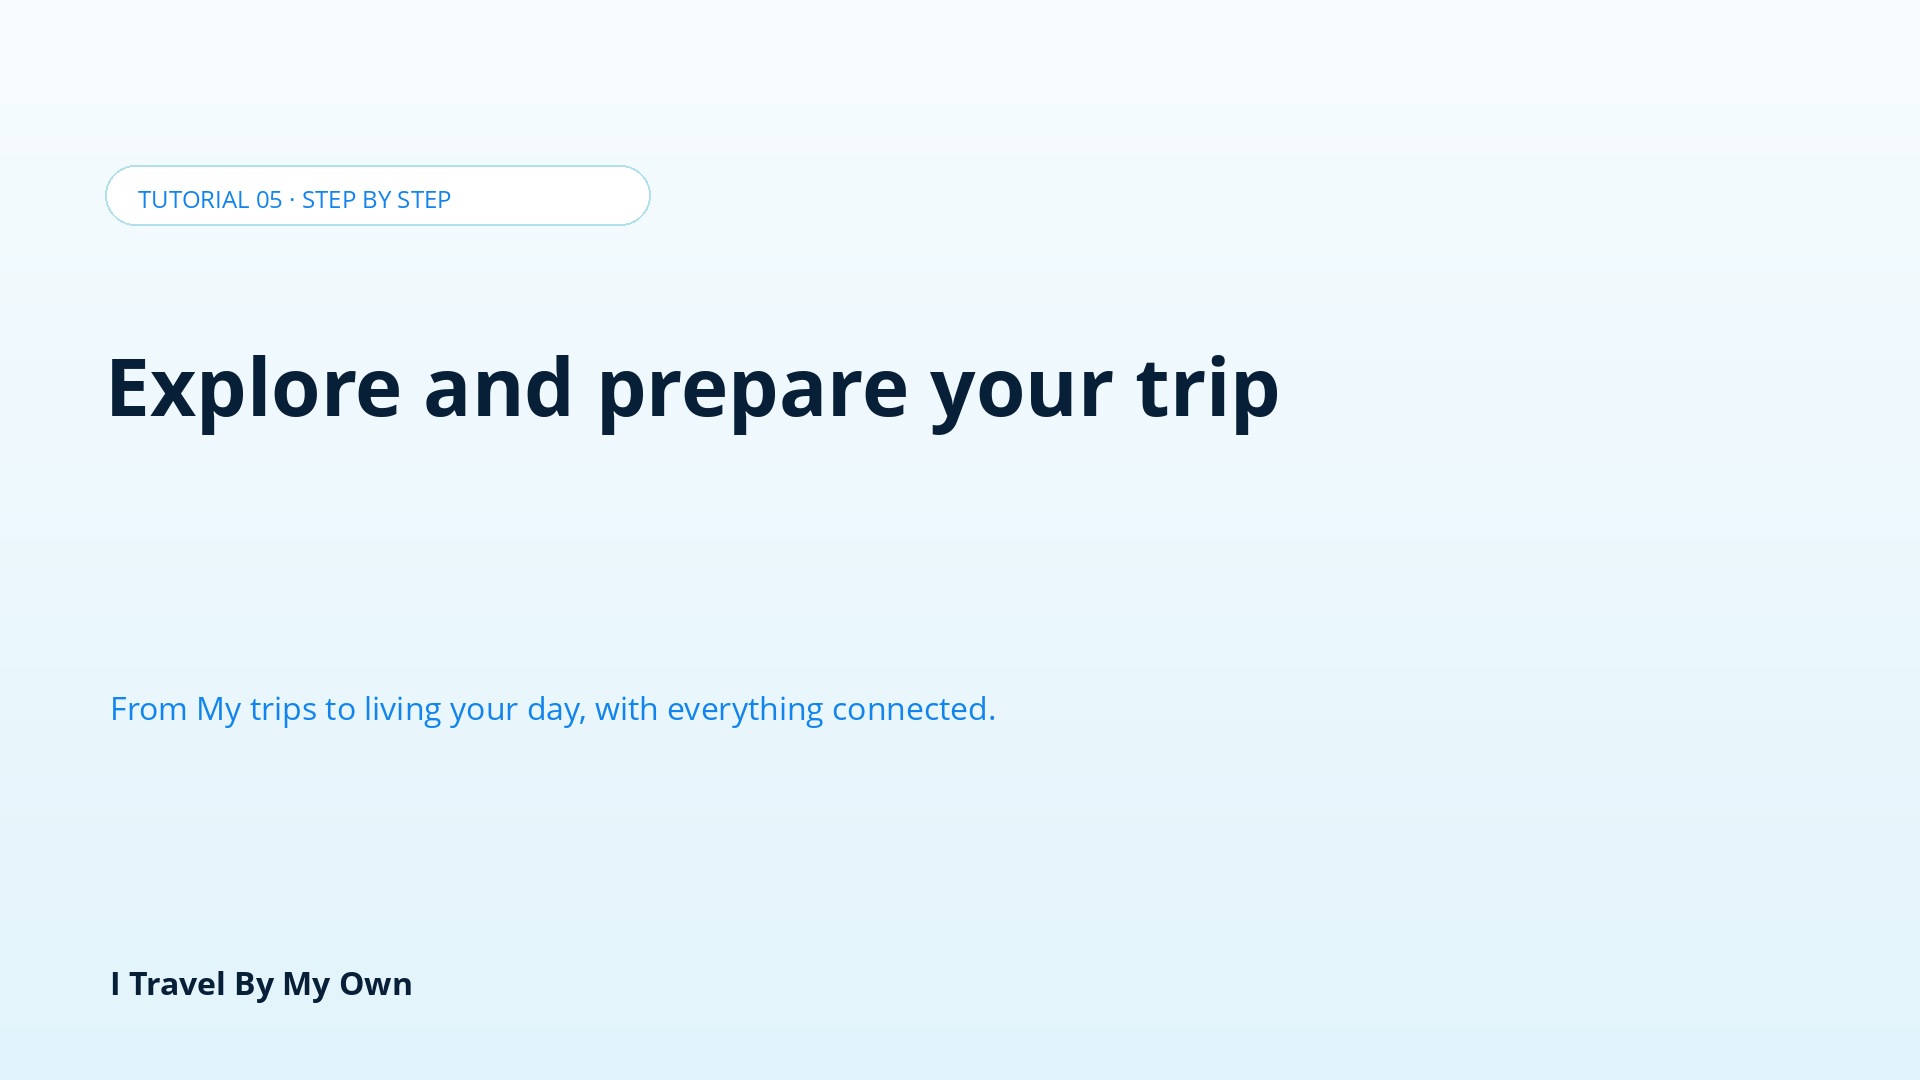 TUTORIAL 05 · STEP BY STEP
Explore and prepare your trip
From My trips to living your day, with everything connected.
I Travel By My Own